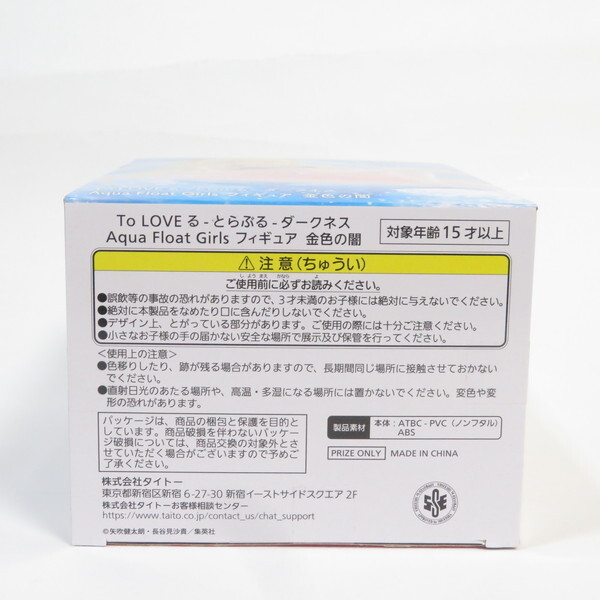 Aqua Float Girls フィギュア 金色の闇
To LOVEる -とらぶる- ダークネス
Aqua Float Girls フィギュア 金色の闇
対象年齢15才以上
⚠注意(ちゅうい)
ご使用前に必ずお読みください。
●誤飲等の事故の恐れがありますので、3才未満のお子様には絶対に与えないでください。
●絶対に本製品をなめたり口に含んだりしないでください。
●デザイン上、とがっている部分があります。ご使用の際には十分ご注意ください。
●小さなお子様の手の届かない安全な場所で展示及び保管を行ってください。
<使用上の注意>
●色移りしたり、跡が残る場合がありますので、長期間同じ場所に接触させておかない
でください。
●直射日光のあたる場所や、高温・多湿になる場所には置かないでください。変色や変
形の恐れがあります。
パッケージは、商品の梱包と保護を目的と
しています。商品破損を伴わないパッケー
ジ破損については、商品交換の対象外とさ
せていただく場合がございますので予めご
了承ください。
製品素材
本体:ATBC-PVC(ノンフタル)
ABS
PRIZE ONLY
MADE IN CHINA
株式会社タイトー
東京都新宿区新宿 6-27-30 新宿イーストサイドスクエア 2F
株式会社タイトーお客様相談センター
https://www.taito.co.jp/contact_us/chat_support
©矢吹健太朗・長谷見沙貴/集英社